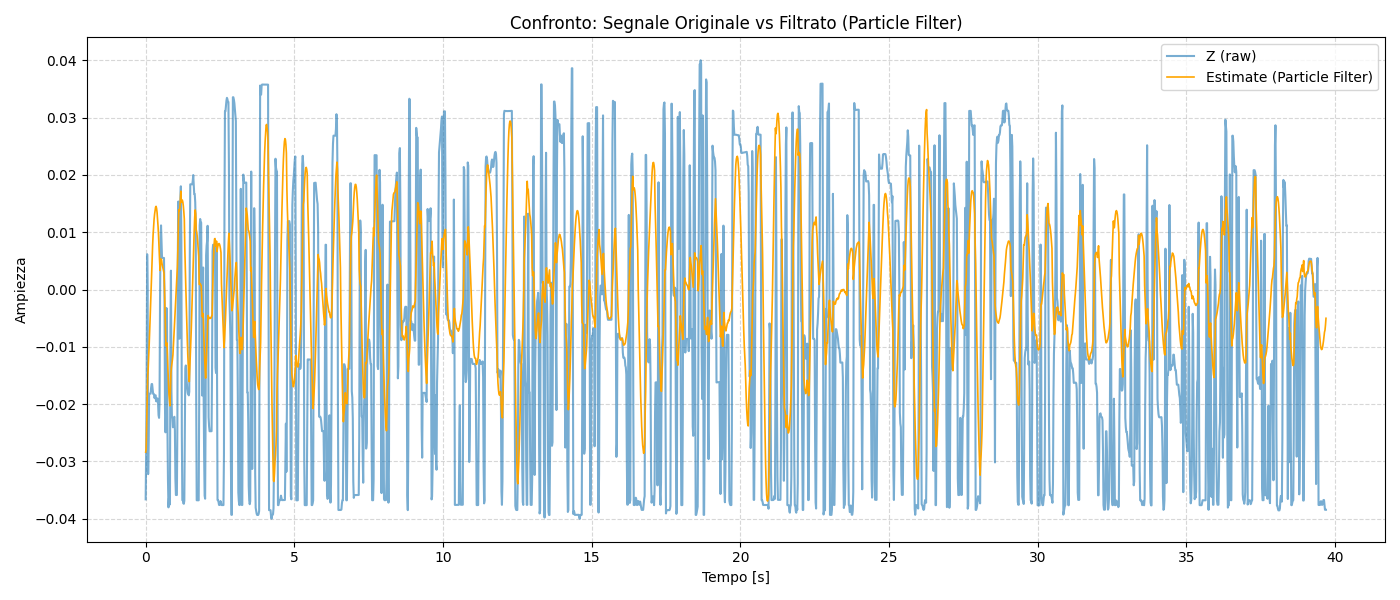 Confronto: Segnale Originale vs Filtrato (Particle Filter)
Z (raw)
Estimate (Particle Filter)
Ampiezza
0.04
0.03
0.02
0.01
0.00
−0.01
−0.02
−0.03
−0.04
0 5 10 15 20 25 30 35 40
Tempo [s]